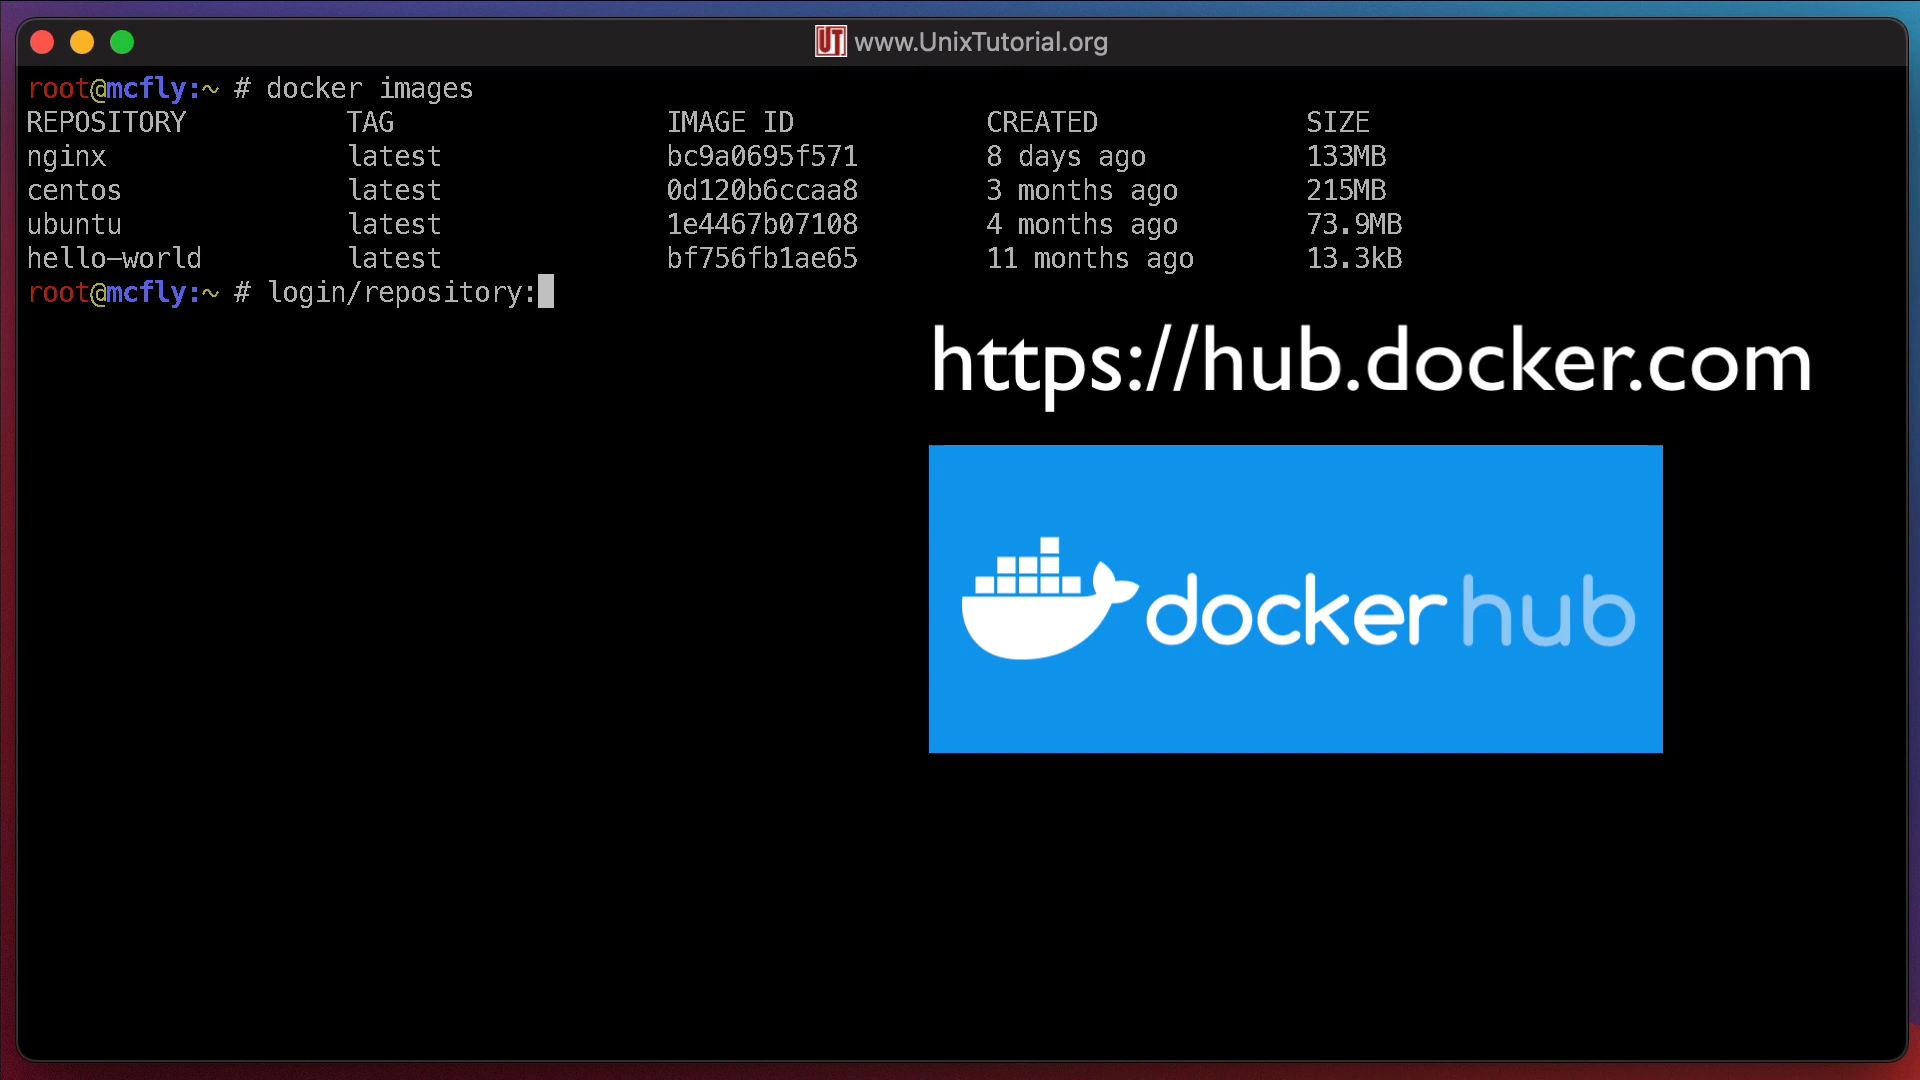 UT www.UnixTutorial.org
root@mcfly:~ # docker images
REPOSITORY TAG IMAGE ID CREATED SIZE
nginx latest bc9a0695f571 8 days ago 133MB
centos latest 0d120b6ccaa8 3 months ago 215MB
ubuntu latest 1e4467b07108 4 months ago 73.9MB
hello-world latest bf756fb1ae65 11 months ago 13.3kB
root@mcfly:~ # login/repository:
https://hub.docker.com
docker hub